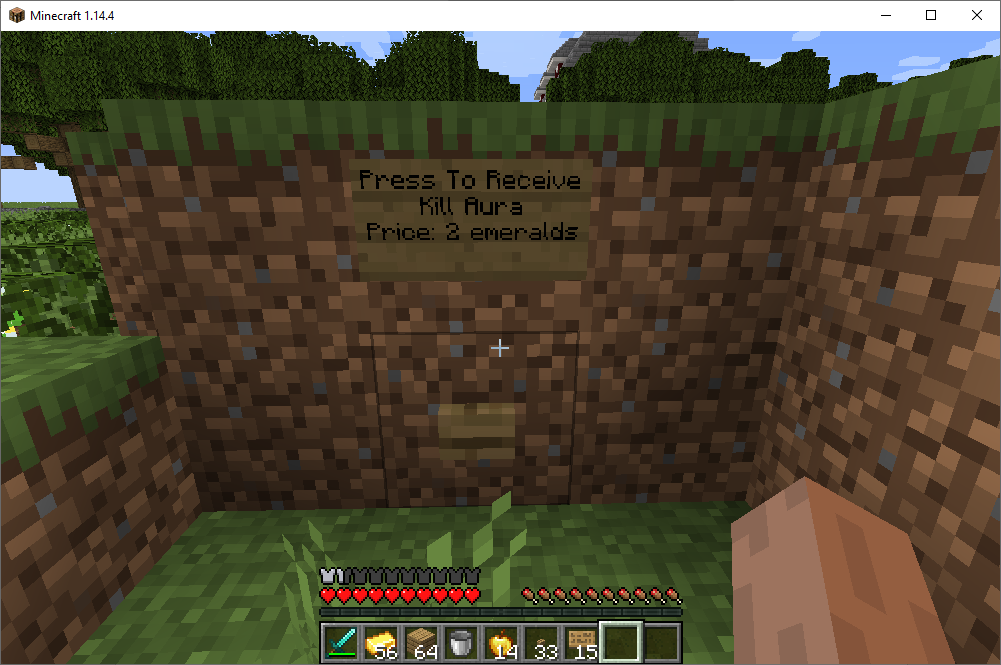 Minecraft 1.14.4
Press To Receive
Kill Aura
Price: 2 emeralds
56
64
14
33
15